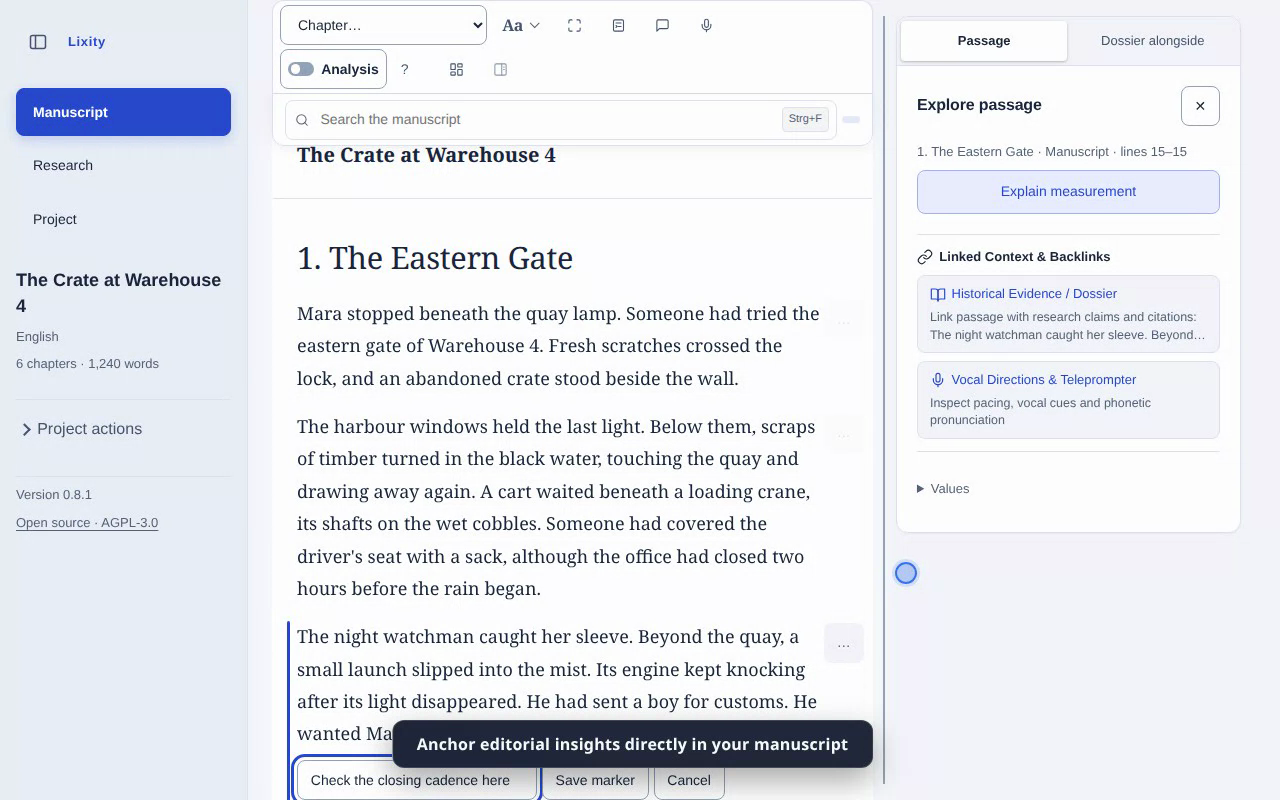 Lixity
Manuscript
Research
Project
The Crate at Warehouse
4
English
6 chapters · 1,240 words
Project actions
Version 0.8.1
Open source · AGPL-3.0
Chapter…
Aa
Analysis
?
Search the manuscript
Strg+F
The Crate at Warehouse 4
1. The Eastern Gate
Mara stopped beneath the quay lamp. Someone had tried the
eastern gate of Warehouse 4. Fresh scratches crossed the
lock, and an abandoned crate stood beside the wall.
...
The harbour windows held the last light. Below them, scraps
of timber turned in the black water, touching the quay and
drawing away again. A cart waited beneath a loading crane,
its shafts on the wet cobbles. Someone had covered the
driver's seat with a sack, although the office had closed two
hours before the rain began.
...
The night watchman caught her sleeve. Beyond the quay, a
small launch slipped into the mist. Its engine kept knocking
after its light disappeared. He had sent a boy for customs. He
wanted
...
Anchor editorial insights directly in your manuscript
Check the closing cadence here
Save marker
Cancel
Passage
Dossier alongside
Explore passage
×
1. The Eastern Gate · Manuscript · lines 15–15
Explain measurement
Linked Context & Backlinks
Historical Evidence / Dossier
Link passage with research claims and citations:
The night watchman caught her sleeve. Beyond…
Vocal Directions & Teleprompter
Inspect pacing, vocal cues and phonetic
pronunciation
Values